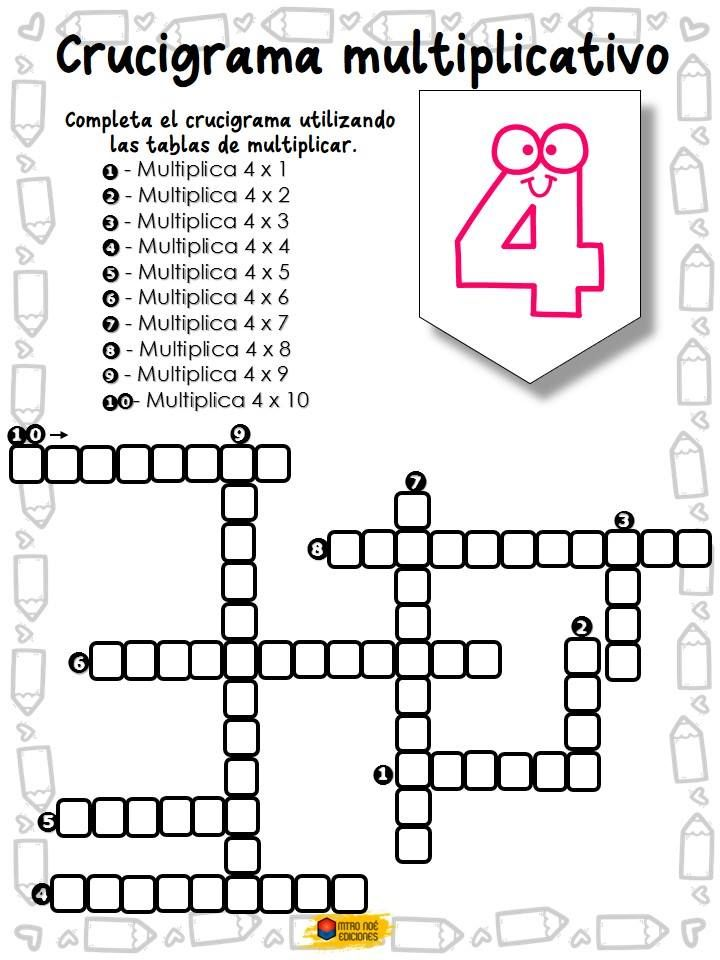 Crucigrama multiplicativo
Completa el crucigrama utilizando
las tablas de multiplicar.
1 - Multiplica 4 x 1
2 - Multiplica 4 x 2
3 - Multiplica 4 x 3
4 - Multiplica 4 x 4
5 - Multiplica 4 x 5
6 - Multiplica 4 x 6
7 - Multiplica 4 x 7
8 - Multiplica 4 x 8
9 - Multiplica 4 x 9
10- Multiplica 4 x 10
4
10 →
9
7
8
3
2
6
1
5
4
MTRO NOÉ
EDICIONES